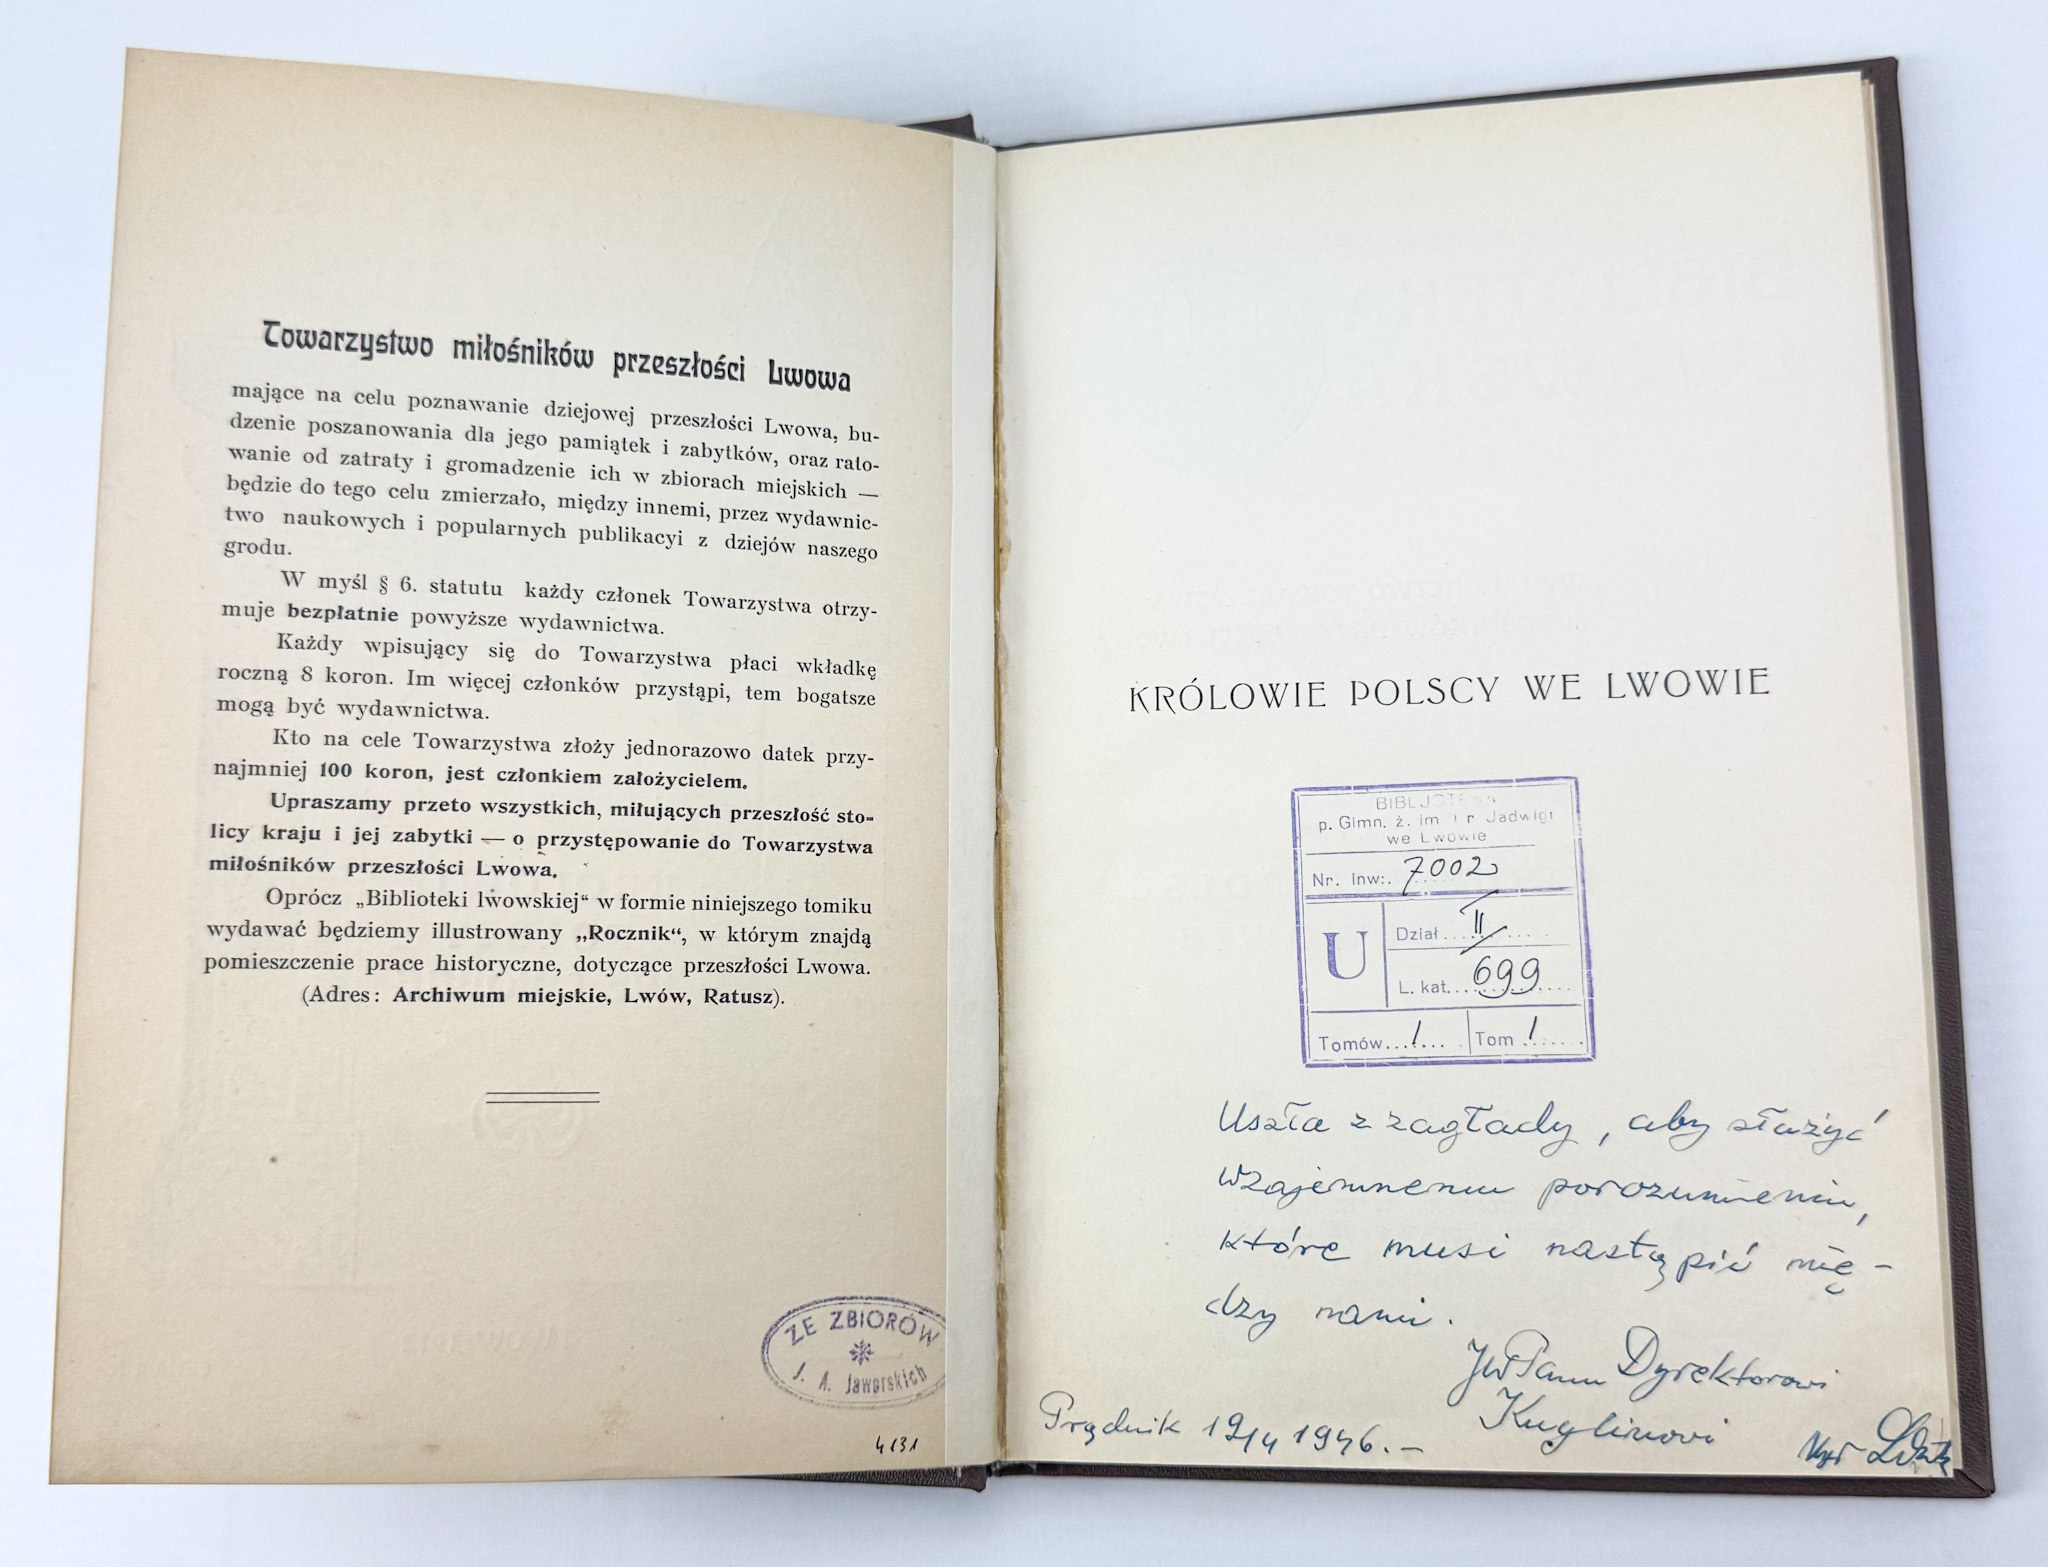 Towarzystwo miłośników przeszłości Lwowa
mające na celu poznawanie dziejowej przeszłości Lwowa, bu-
dzenie poszanowania dla jego pamiątek i zabytków, oraz rato-
wanie od zatraty i gromadzenie ich w zbiorach miejskich —
będzie do tego celu zmierzało, między innemi, przez wydawnic-
two naukowych i popularnych publikacyi z dziejów naszego
grodu.
W myśl § 6. statutu każdy członek Towarzystwa otrzy-
muje bezpłatnie powyższe wydawnictwa.
Każdy wpisujący się do Towarzystwa płaci wkładkę
roczną 8 koron. Im więcej członków przystąpi, tem bogatsze
mogą być wydawnictwa.
Kto na cele Towarzystwa złoży jednorazowo datek przy-
najmniej 100 koron, jest członkiem założycielem.
Upraszamy przeto wszystkich, miłujących przeszłość sto-
licy kraju i jej zabytki — o przystępowanie do Towarzystwa
miłośników przeszłości Lwowa.
Oprócz „Biblioteki lwowskiej“ w formie niniejszego tomiku
wydawać będziemy illustrowany „Rocznik“, w którym znajdą
pomieszczenie prace historyczne, dotyczące przeszłości Lwowa.
(Adres: Archiwum miejskie, Lwów, Ratusz).
ZE ZBIORÓW
J. A. Jaworskich
4131
KRÓLOWIE POLSCY WE LWOWIE
BIBLJOTEKA
p. Gimn. ż. im Jadwigi
we Lwowie
Nr. inw:. 7002
U
Dział II
L. kat. 699
Tomów 1
Tom 1
Uszła z zagłady, aby służyć
wzajemnemu porozumieniu,
które musi nastąpić mię-
dzy nami.
JWPanu Dyrektorowi
Kuglinowi
Prądnik 19/4 1946.—
Mgr